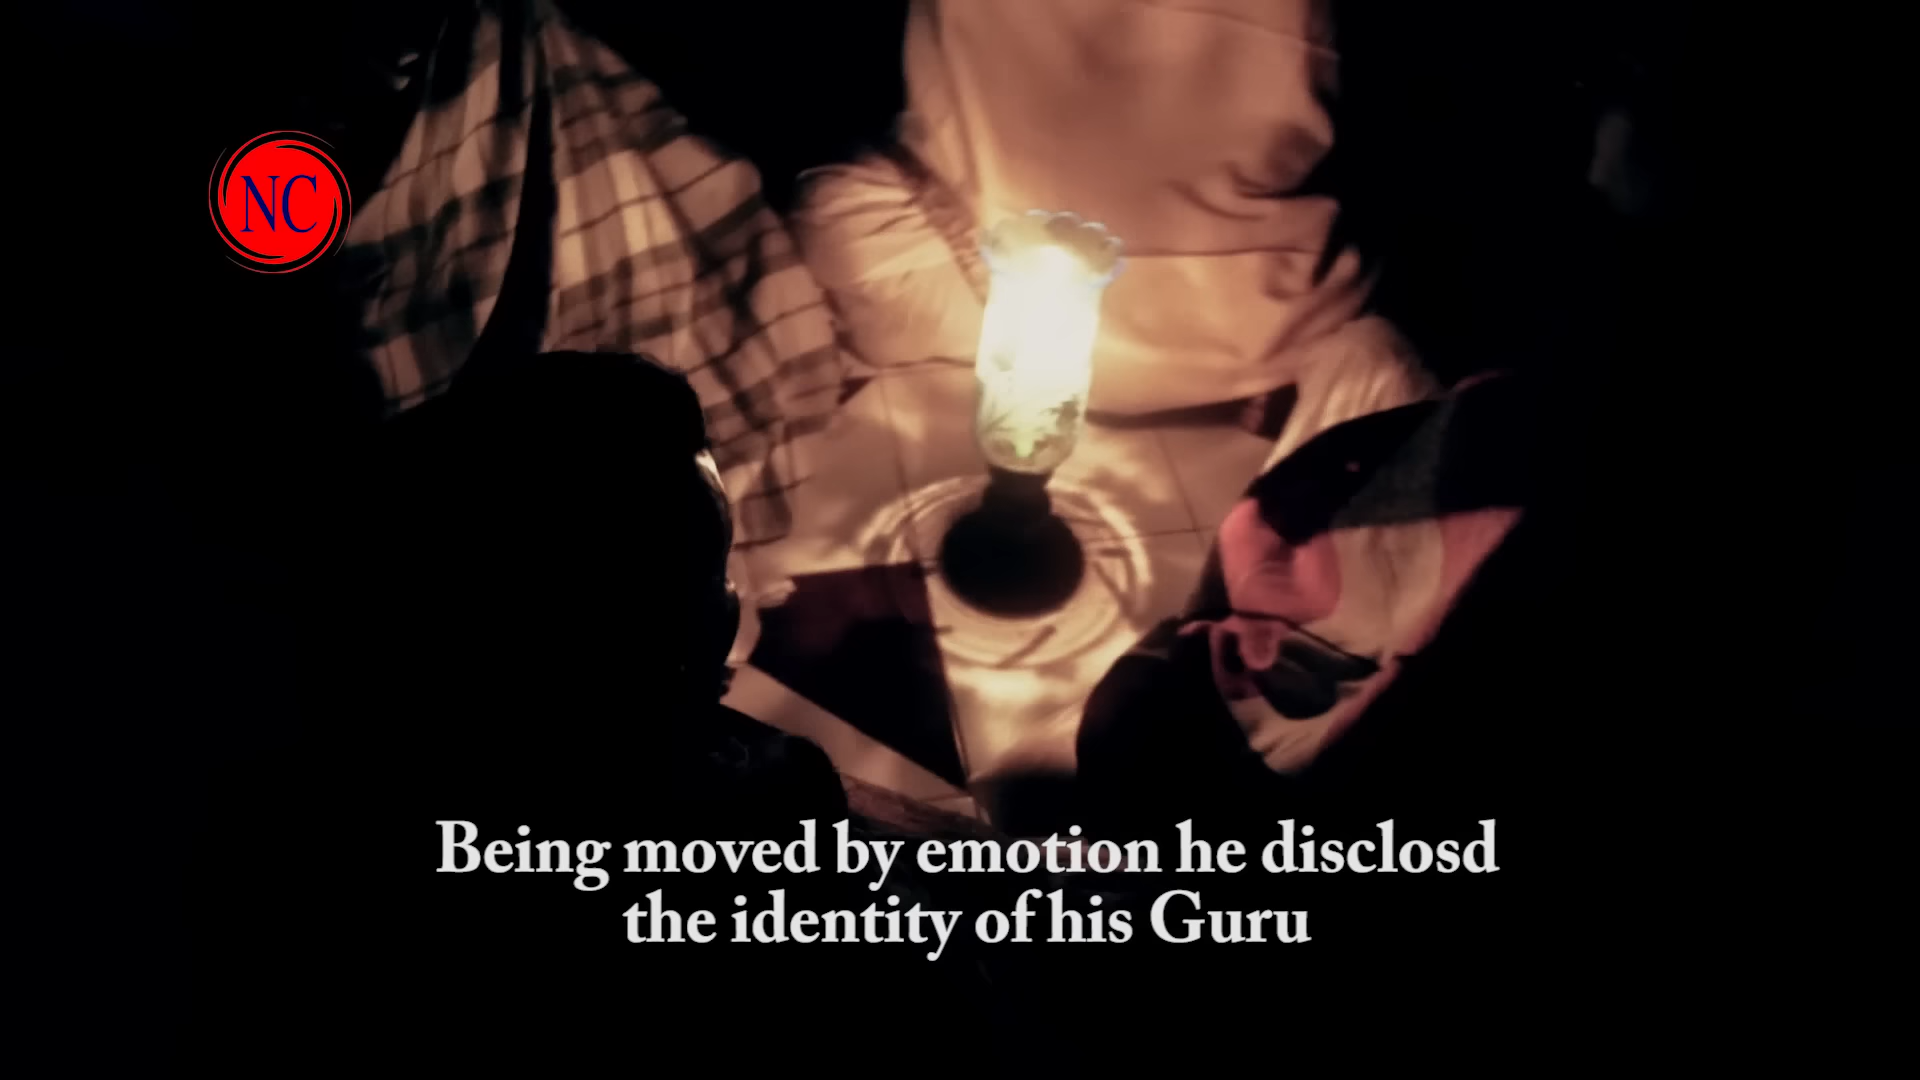 NC
Being moved by emotion he disclosd
the identity of his Guru